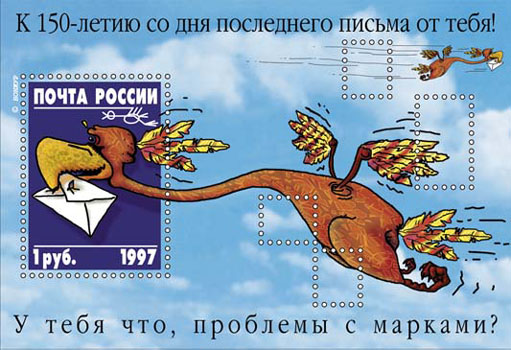 К 150-летию со дня последнего письма от тебя!
ПОЧТА РОССИИ
1 руб. 1997
У тебя что, проблемы с марками?